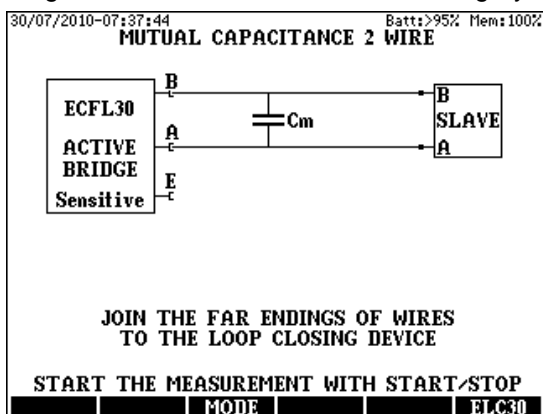 30/07/2010-07:37:44 Batt:>95% Mem:100%
MUTUAL CAPACITANCE 2 WIRE
B
B
ECFL30
Cm
SLAVE
A
A
ACTIVE
BRIDGE
E
Sensitive
JOIN THE FAR ENDINGS OF WIRES
TO THE LOOP CLOSING DEVICE
START THE MEASUREMENT WITH START/STOP
MODE ELC30